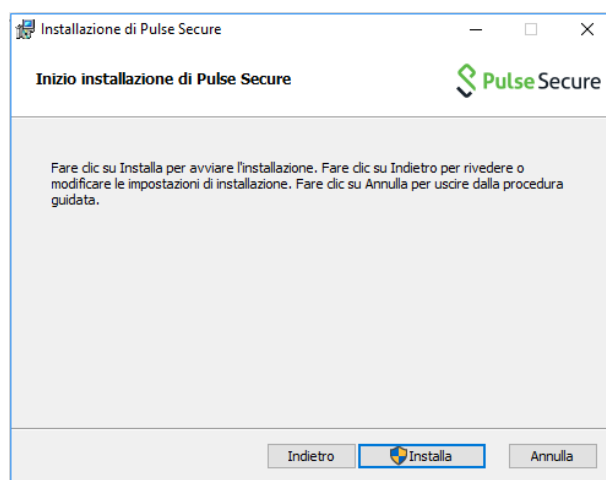 Installazione di Pulse Secure
Inizio installazione di Pulse Secure
Pulse Secure
Fare clic su Installa per avviare l'installazione. Fare clic su Indietro per rivedere o
modificare le impostazioni di installazione. Fare clic su Annulla per uscire dalla procedura
guidata.
Indietro
Installa
Annulla